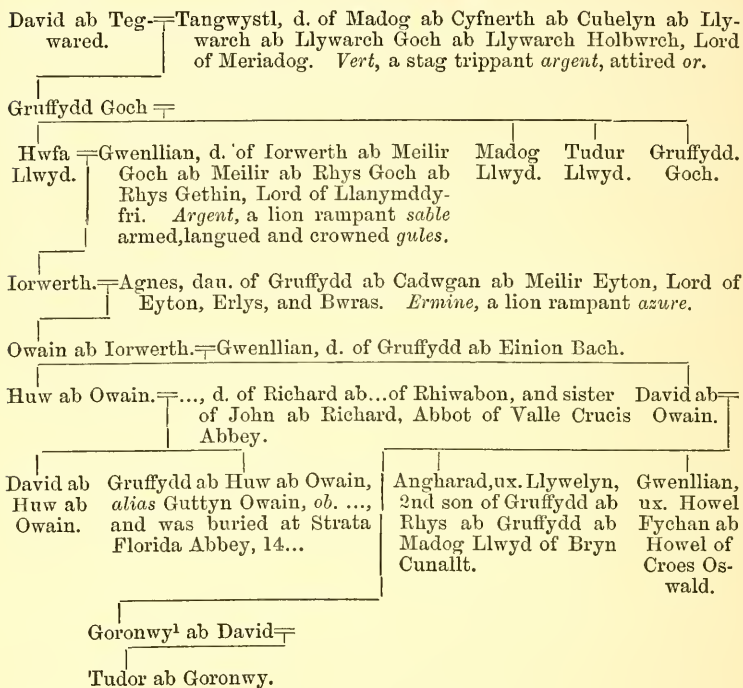 David ab Teg-=Tangwystl, d. of Madog ab Cyfnerth ab Cuhelyn ab Lly-
wared. warch ab Llywarch Goch ab Llywarch Holbwrch, Lord
of Meriadog. Vert, a stag trippant argent, attired or.
Gruffydd Goch =
Hwfa =Gwenllian, d. of Iorwerth ab Meilir Madog Tudur Gruffydd.
Llwyd. Goch ab Meilir ab Rhys Goch ab Llwyd. Llwyd. Goch.
Rhys Gethin, Lord of Llanymddy-
fri. Argent, a lion rampant sable
armed,langued and crowned gules.
Iorwerth.=Agnes, dau. of Gruffydd ab Cadwgan ab Meilir Eyton, Lord of
Eyton, Erlys, and Bwras. Ermine, a lion rampant azure.
Owain ab Iorwerth.=Gwenllian, d. of Gruffydd ab Einion Bach.
Huw ab Owain.=..., d. of Richard ab...of Rhiwabon, and sister David ab=
of John ab Richard, Abbot of Valle Crucis Owain.
Abbey.
David ab Gruffydd ab Huw ab Owain, Angharad,ux. Llywelyn, Gwenllian,
Huw ab alias Guttyn Owain, ob. ..., 2nd son of Gruffydd ab ux. Howel
Owain. and was buried at Strata Rhys ab Gruffydd ab Fychan ab
Florida Abbey, 14... Madog Llwyd of Bryn Howel of
Cunallt. Croes Os-
wald.
Goronwy¹ ab David=
Tudor ab Goronwy.